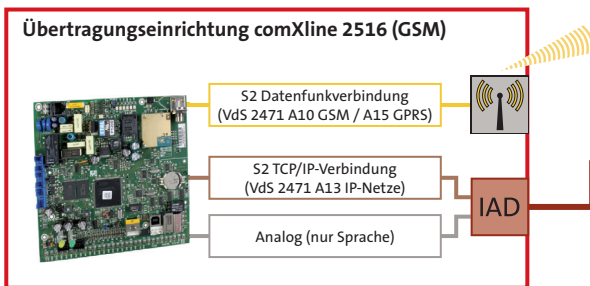 Übertragungseinrichtung comXline 2516 (GSM)
S2 Datenfunkverbindung
(VdS 2471 A10 GSM / A15 GPRS)
S2 TCP/IP-Verbindung
(VdS 2471 A13 IP-Netze)
IAD
Analog (nur Sprache)